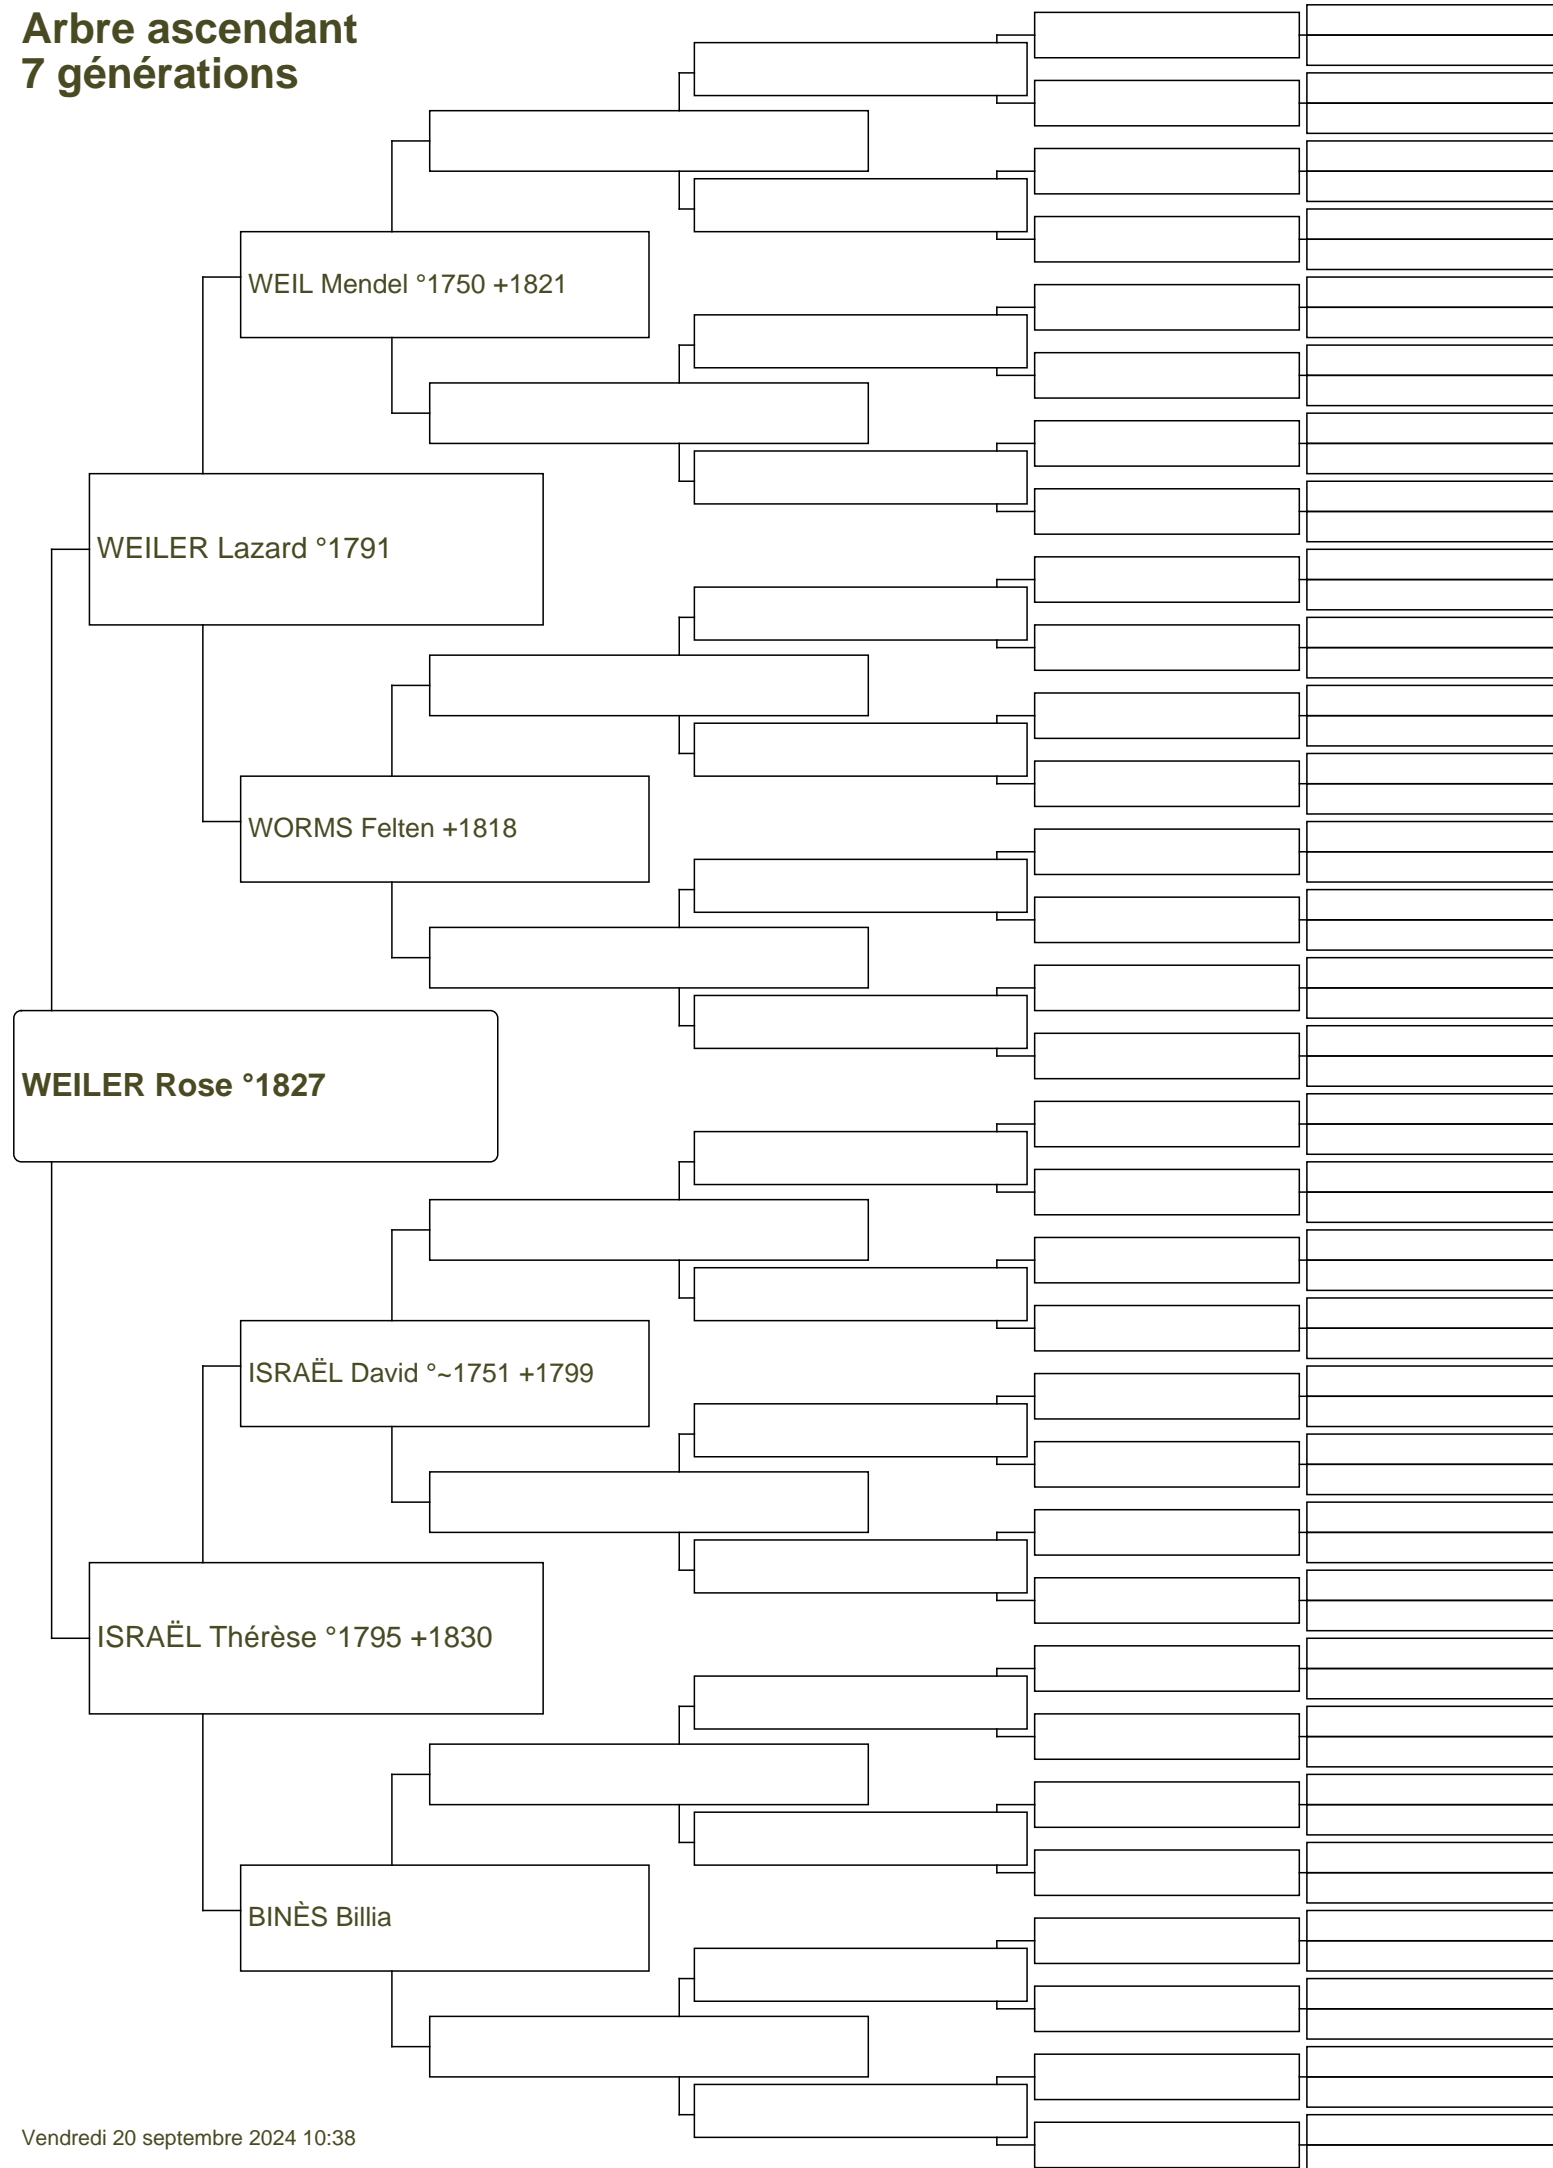 Arbre ascendant
7 générations
WEIL Mendel °1750 +1821
WEILER Lazard °1791
WORMS Felten +1818
WEILER Rose °1827
ISRAËL David °~1751 +1799
ISRAËL Thérèse °1795 +1830
BINÈS Billia
Vendredi 20 septembre 2024 10:38